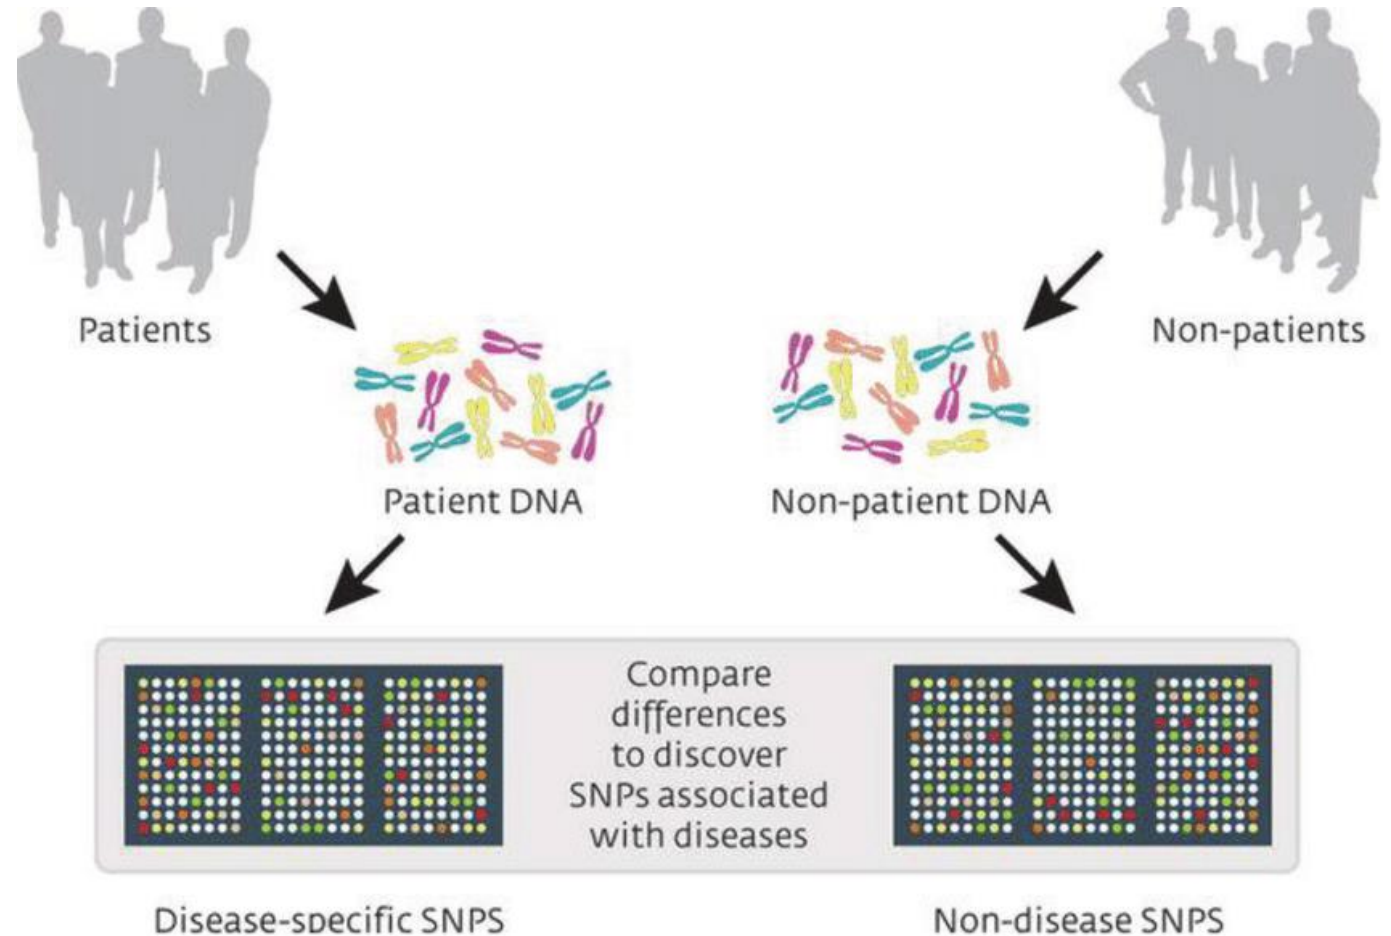 Patients
Non-patients
Patient DNA
Non-patient DNA
Compare
differences
to discover
SNPs associated
with diseases
Disease-specific SNPS
Non-disease SNPS